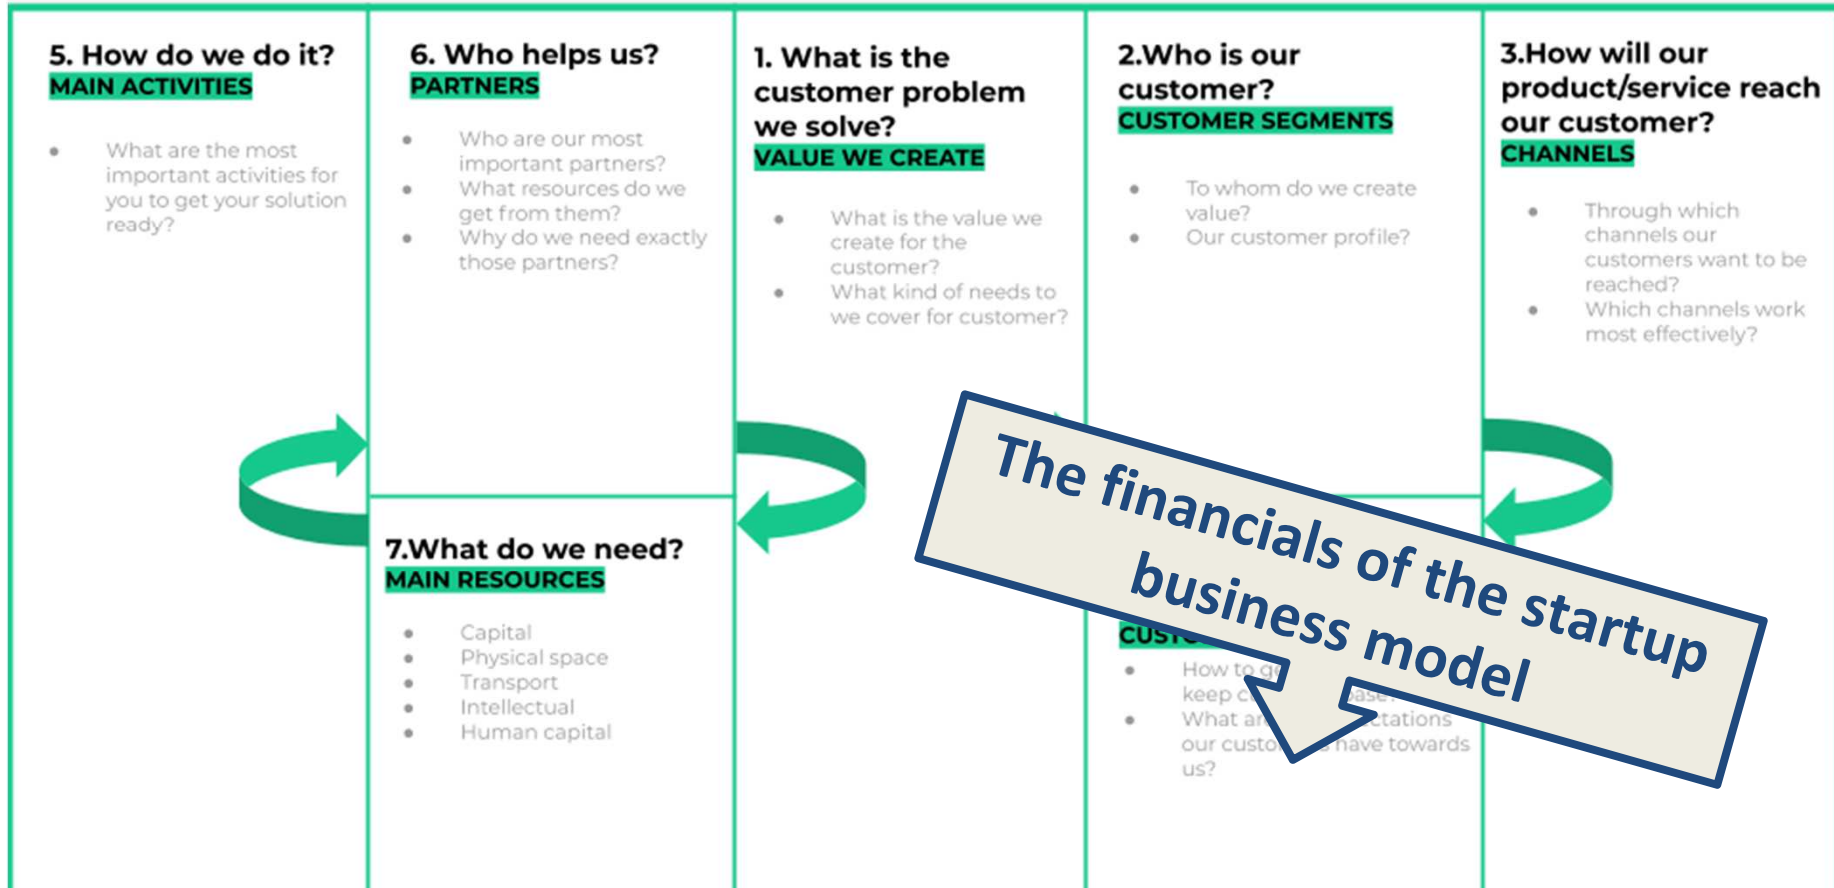 5. How do we do it?
MAIN ACTIVITIES
• What are the most
important activities for
you to get your solution
ready?
6. Who helps us?
PARTNERS
• Who are our most
important partners?
• What resources do we
get from them?
• Why do we need exactly
those partners?
7.What do we need?
MAIN RESOURCES
• Capital
• Physical space
• Transport
• Intellectual
• Human capital
1. What is the
customer problem
we solve?
VALUE WE CREATE
• What is the value we
create for the
customer?
• What kind of needs to
we cover for customer?
2.Who is our
customer?
CUSTOMER SEGMENTS
• To whom do we create
value?
• Our customer profile?
• How to
keep
• What
our have towards
us?
3.How will our
product/service reach
our customer?
CHANNELS
• Through which
channels our
customers want to be
reached?
• Which channels work
most effectively?
The financials of the startup
business model